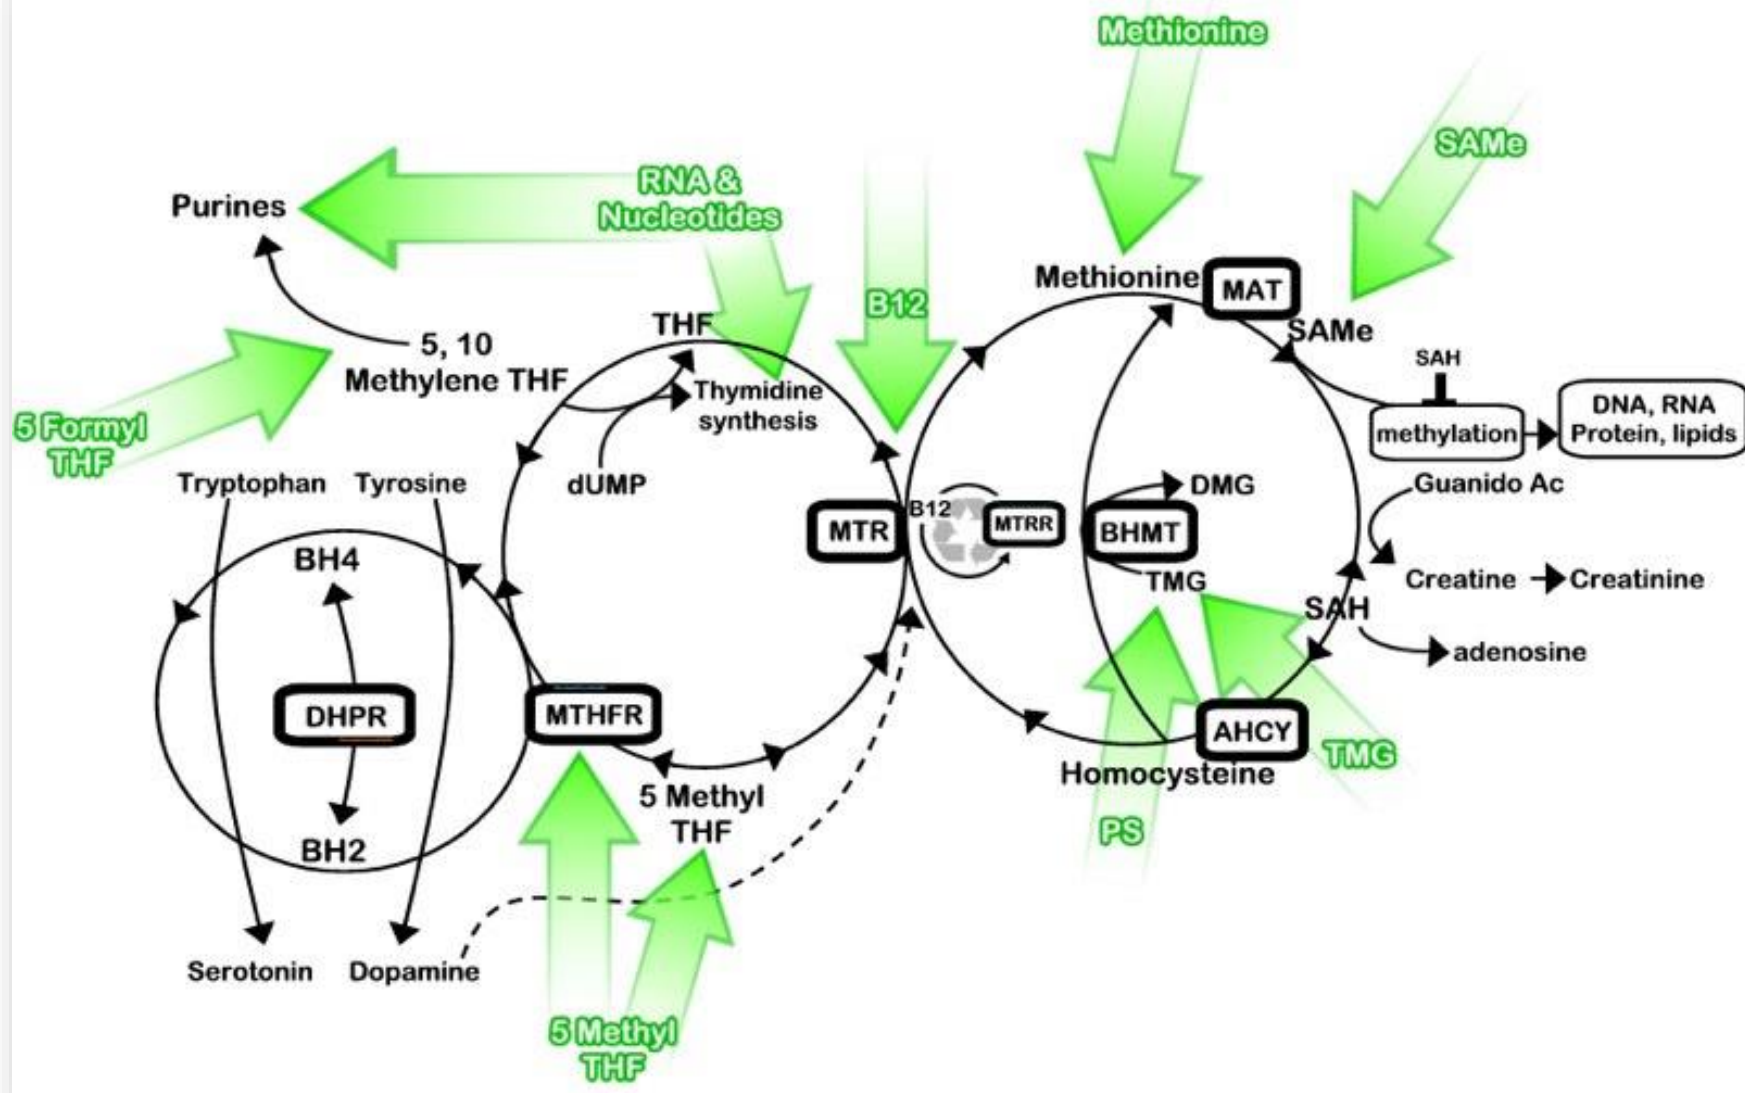 Methionine
SAMe
RNA &
Nucleotides
Purines
B12
Methionine
MAT
SAMe
THF
5, 10
Methylene THF
Thymidine
synthesis
SAH
methylation
DNA, RNA
Protein, lipids
5 Formyl
THF
Tryptophan
Tyrosine
dUMP
Guanido Ac
DMG
MTR
B12
MTRR
BHMT
TMG
Creatine
Creatinine
SAH
adenosine
BH4
DHPR
MTHFR
AHCY
TMG
Homocysteine
5 Methyl
THF
PS
BH2
Serotonin
Dopamine
5 Methyl
THF